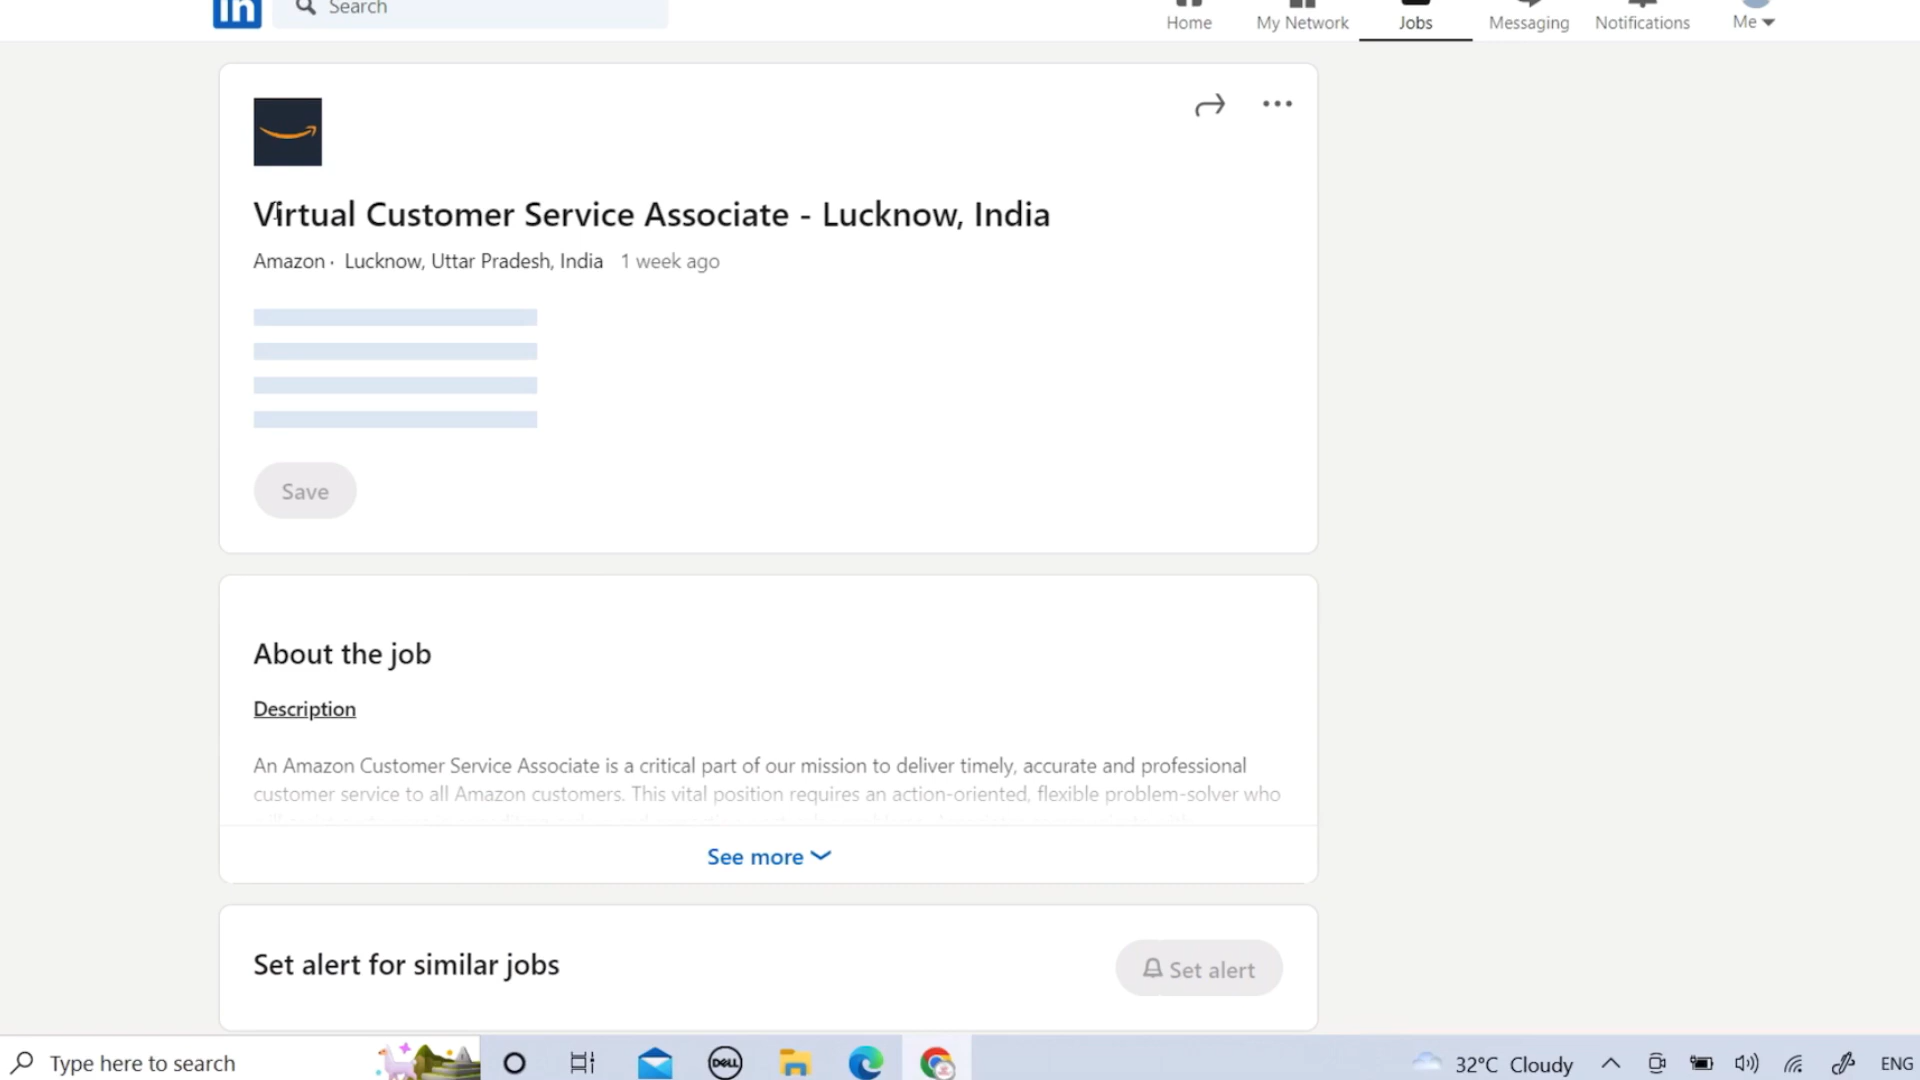 in Search
Home My Network Jobs Messaging Notifications Me
Virtual Customer Service Associate - Lucknow, India
Amazon · Lucknow, Uttar Pradesh, India 1 week ago
Save
About the job
Description
An Amazon Customer Service Associate is a critical part of our mission to deliver timely, accurate and professional
customer service to all Amazon customers. This vital position requires an action-oriented, flexible problem-solver who
See more
Set alert for similar jobs Set alert
Type here to search DELL 32°C Cloudy ENG